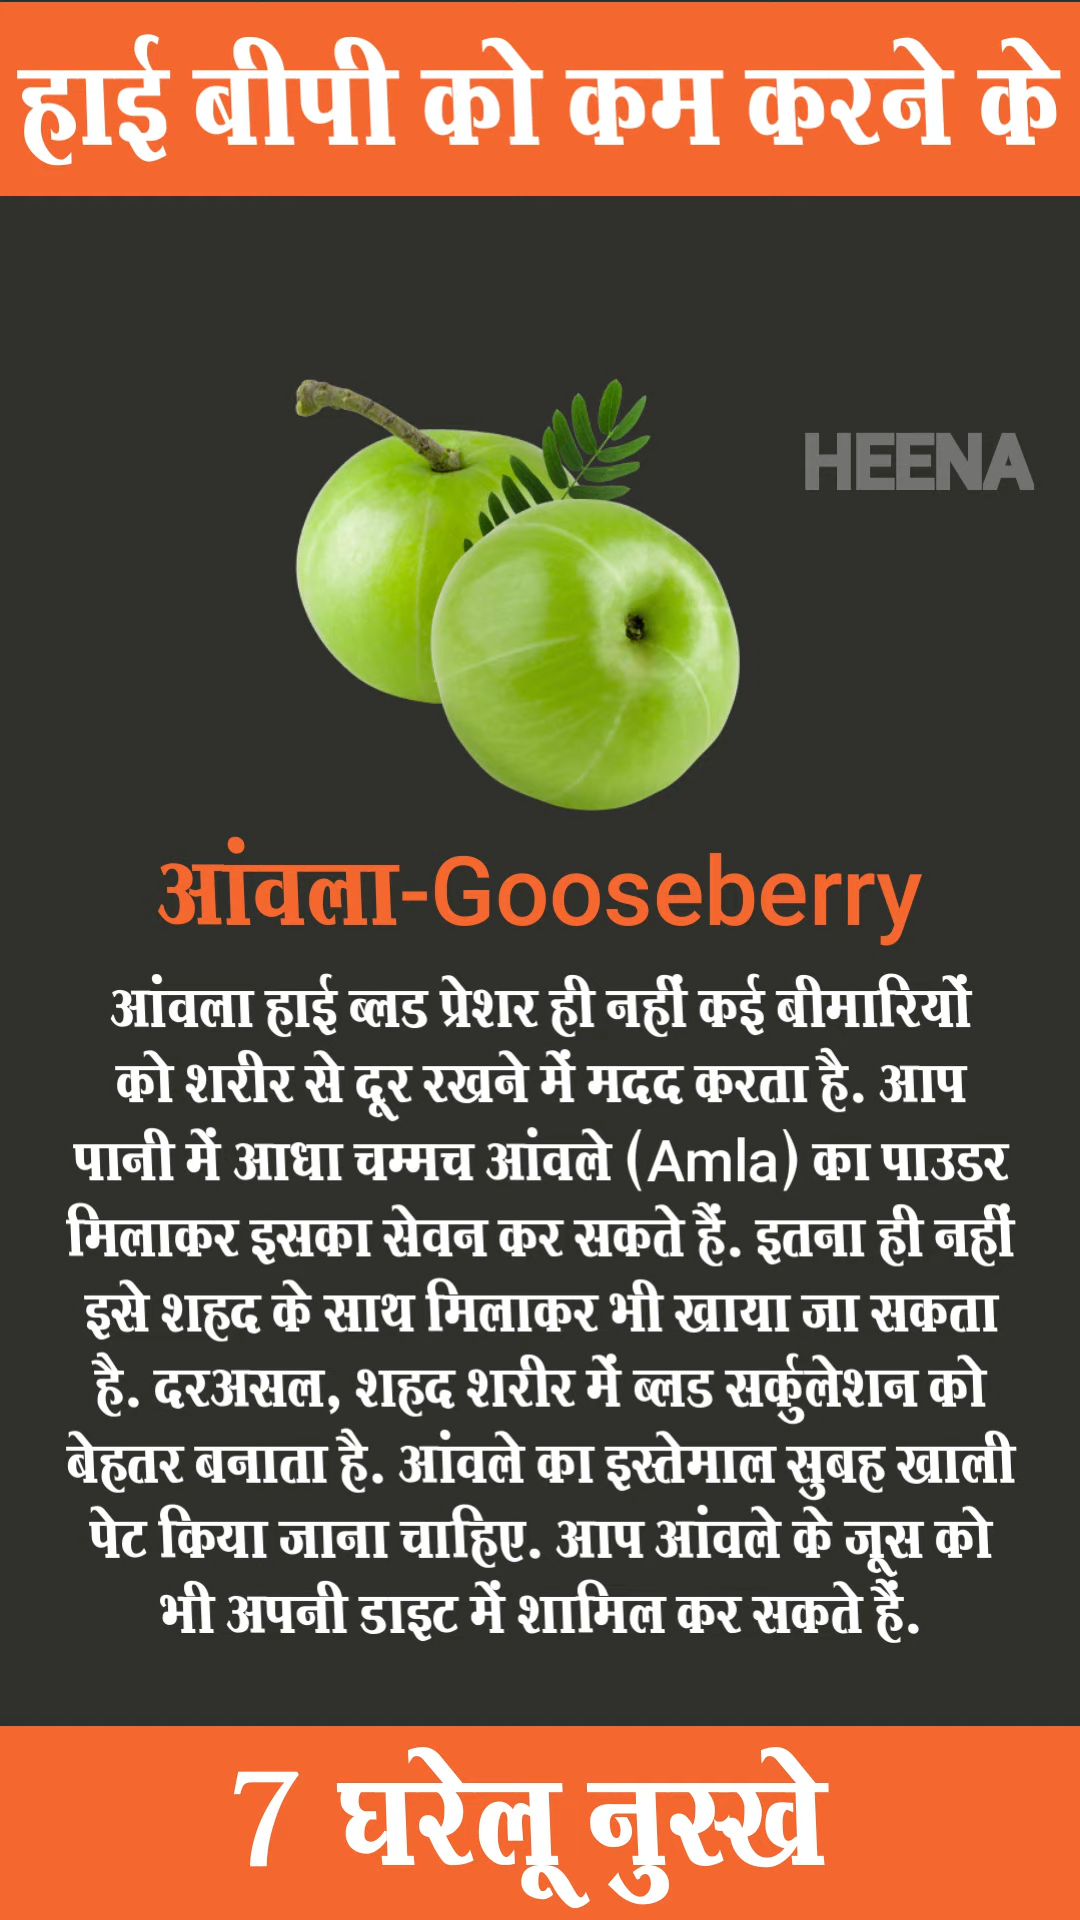 हाई बीपी को कम करने के
HEENA
आंवला-Gooseberry
आंवला हाई ब्लड प्रेशर ही नहीं कई बीमारियों
को शरीर से दूर रखने में मदद करता है. आप
पानी में आधा चम्मच आंवले (Amla) का पाउडर
मिलाकर इसका सेवन कर सकते हैं. इतना ही नहीं
इसे शहद के साथ मिलाकर भी खाया जा सकता
है. दरअसल, शहद शरीर में ब्लड सर्कुलेशन को
बेहतर बनाता है. आंवले का इस्तेमाल सुबह खाली
पेट किया जाना चाहिए. आप आंवले के जूस को
भी अपनी डाइट में शामिल कर सकते हैं.
7 घरेलू नुस्खे